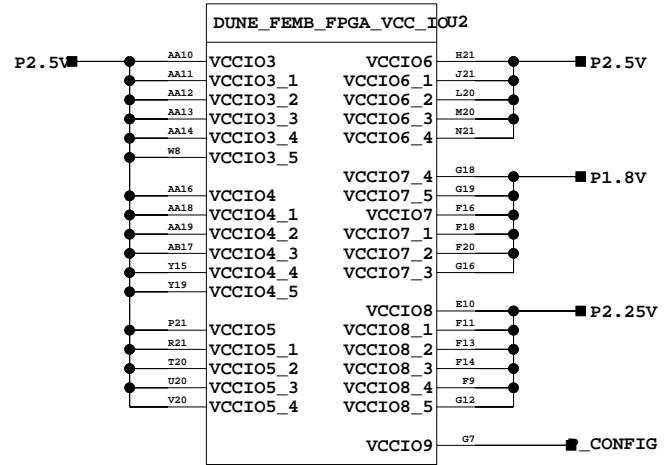 DUNE_FEMB_FPGA_VCC_IO U2
P2.5V AA10 VCCIO3 VCCIO6 H21 P2.5V
AA11 VCCIO3_1 VCCIO6_1 J21
AA12 VCCIO3_2 VCCIO6_2 L20
AA13 VCCIO3_3 VCCIO6_3 M20
AA14 VCCIO3_4 VCCIO6_4 N21
W8 VCCIO3_5
VCCIO7_4 G18 P1.8V
AA16 VCCIO4 VCCIO7_5 G19
AA18 VCCIO4_1 VCCIO7 F16
AA19 VCCIO4_2 VCCIO7_1 F18
AB17 VCCIO4_3 VCCIO7_2 F20
Y15 VCCIO4_4 VCCIO7_3 G16
Y19 VCCIO4_5
VCCIO8 E10 P2.25V
P21 VCCIO5 VCCIO8_1 F11
R21 VCCIO5_1 VCCIO8_2 F13
T20 VCCIO5_2 VCCIO8_3 F14
U20 VCCIO5_3 VCCIO8_4 F9
V20 VCCIO5_4 VCCIO8_5 G12
VCCIO9 G7 P_CONFIG